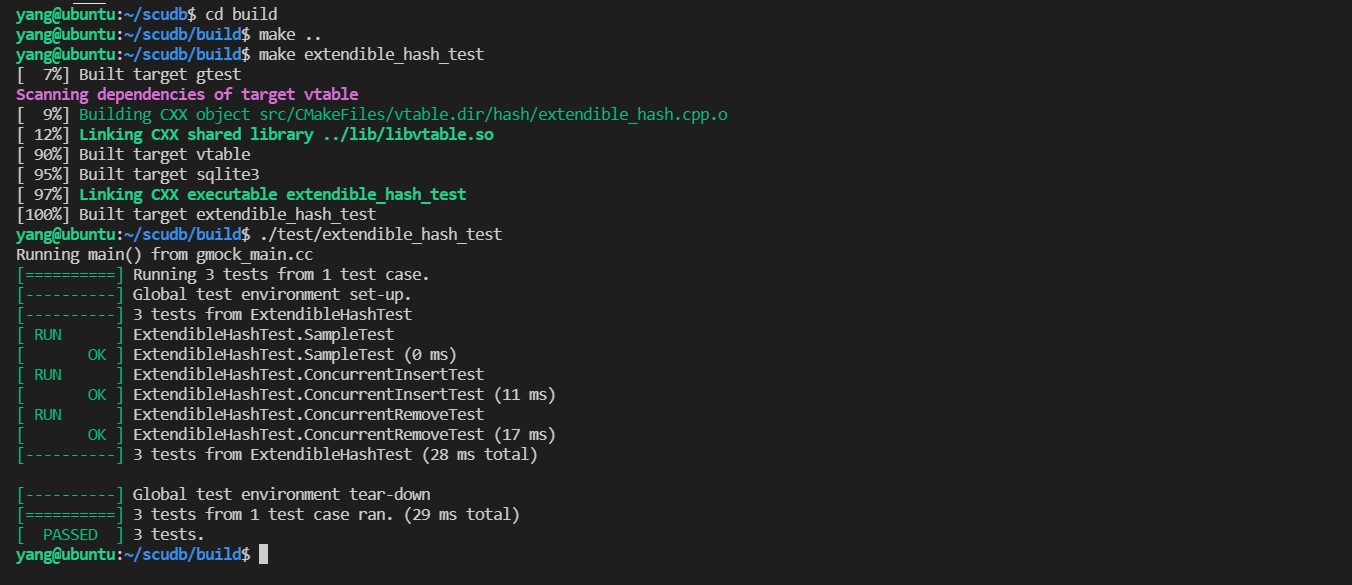 yang@ubuntu:~/scudb$ cd build
yang@ubuntu:~/scudb/build$ make ..
yang@ubuntu:~/scudb/build$ make extendible_hash_test
[  7%] Built target gtest
Scanning dependencies of target vtable
[  9%] Building CXX object src/CMakeFiles/vtable.dir/hash/extendible_hash.cpp.o
[ 12%] Linking CXX shared library ../lib/libvtable.so
[ 90%] Built target vtable
[ 95%] Built target sqlite3
[ 97%] Linking CXX executable extendible_hash_test
[100%] Built target extendible_hash_test
yang@ubuntu:~/scudb/build$ ./test/extendible_hash_test
Running main() from gmock_main.cc
[==========] Running 3 tests from 1 test case.
[----------] Global test environment set-up.
[----------] 3 tests from ExtendibleHashTest
[ RUN      ] ExtendibleHashTest.SampleTest
[       OK ] ExtendibleHashTest.SampleTest (0 ms)
[ RUN      ] ExtendibleHashTest.ConcurrentInsertTest
[       OK ] ExtendibleHashTest.ConcurrentInsertTest (11 ms)
[ RUN      ] ExtendibleHashTest.ConcurrentRemoveTest
[       OK ] ExtendibleHashTest.ConcurrentRemoveTest (17 ms)
[----------] 3 tests from ExtendibleHashTest (28 ms total)

[----------] Global test environment tear-down
[==========] 3 tests from 1 test case ran. (29 ms total)
[  PASSED  ] 3 tests.
yang@ubuntu:~/scudb/build$